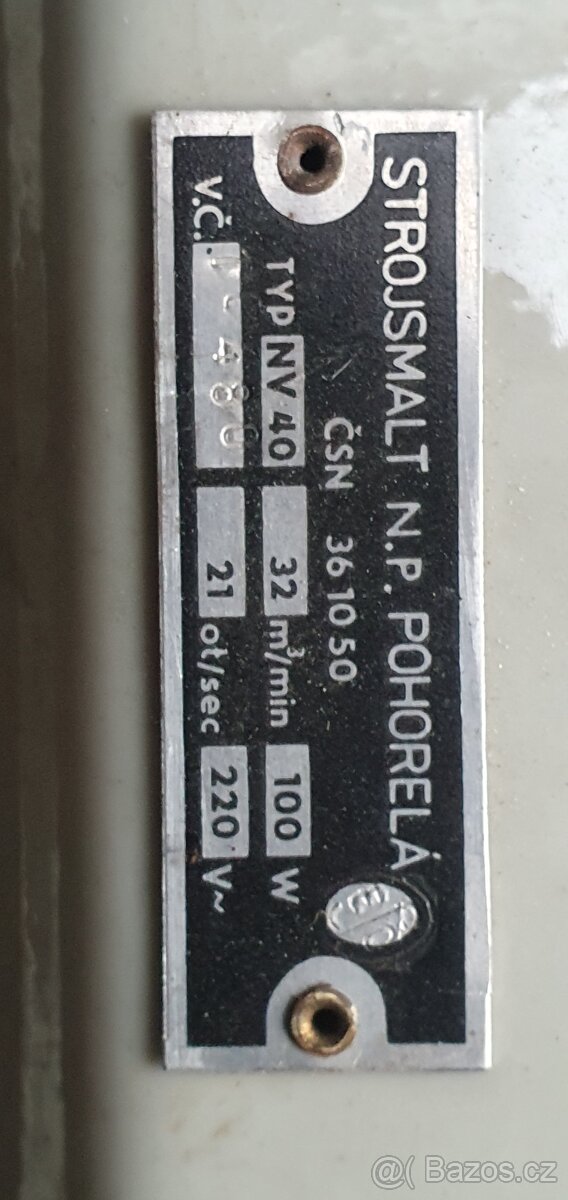 STROJSMALT N.P. POHORELÁ
ČSN 36 10 50
TYP NV 40 32 m³/min 100 W
V.Č. 21 ot/sec 220 V~
@ Bazos.cz